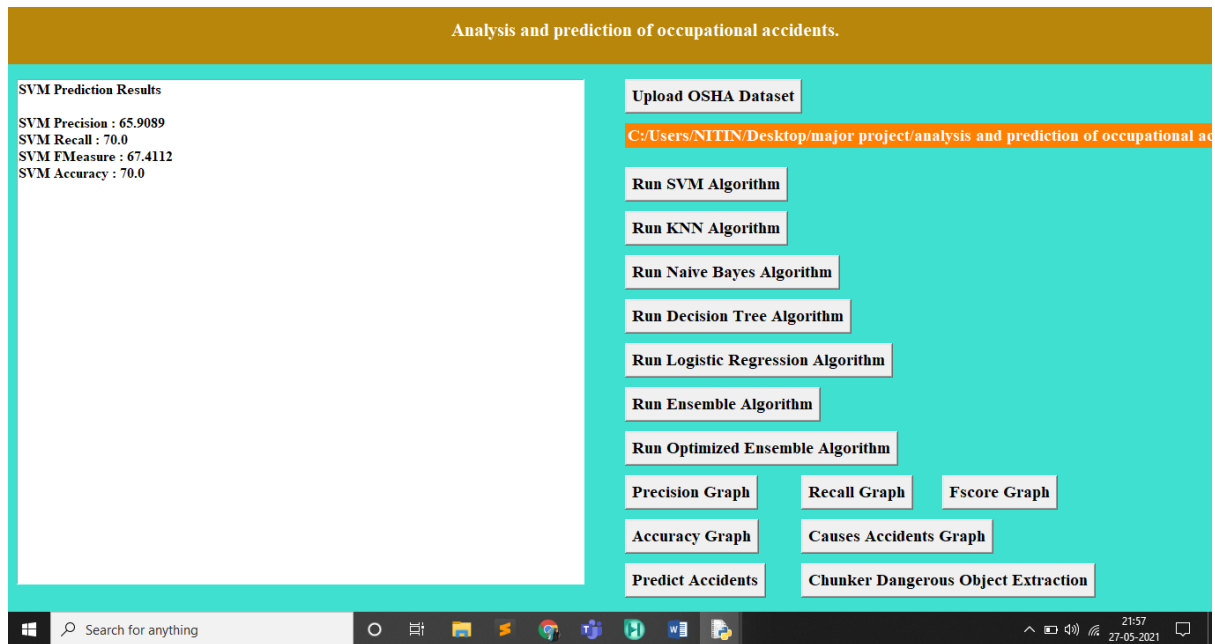 Analysis and prediction of occupational accidents.
SVM Prediction Results
SVM Precision : 65.9089
SVM Recall : 70.0
SVM FMeasure : 67.4112
SVM Accuracy : 70.0
Upload OSHA Dataset
C:/Users/NITIN/Desktop/major project/analysis and prediction of occupational ac
Run SVM Algorithm
Run KNN Algorithm
Run Naive Bayes Algorithm
Run Decision Tree Algorithm
Run Logistic Regression Algorithm
Run Ensemble Algorithm
Run Optimized Ensemble Algorithm
Precision Graph Recall Graph Fscore Graph
Accuracy Graph Causes Accidents Graph
Predict Accidents Chunker Dangerous Object Extraction
Search for anything
21:57
27-05-2021